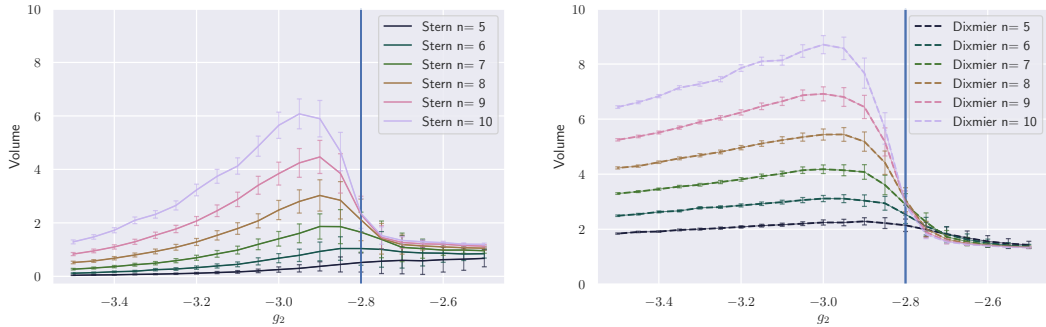 10
8
6
4
2
0
Volume
−3.4
−3.2
−3.0
−2.8
−2.6
g2
Stern n= 5
Stern n= 6
Stern n= 7
Stern n= 8
Stern n= 9
Stern n= 10
10
8
6
4
2
0
Volume
−3.4
−3.2
−3.0
−2.8
−2.6
g2
Dixmier n= 5
Dixmier n= 6
Dixmier n= 7
Dixmier n= 8
Dixmier n= 9
Dixmier n= 10